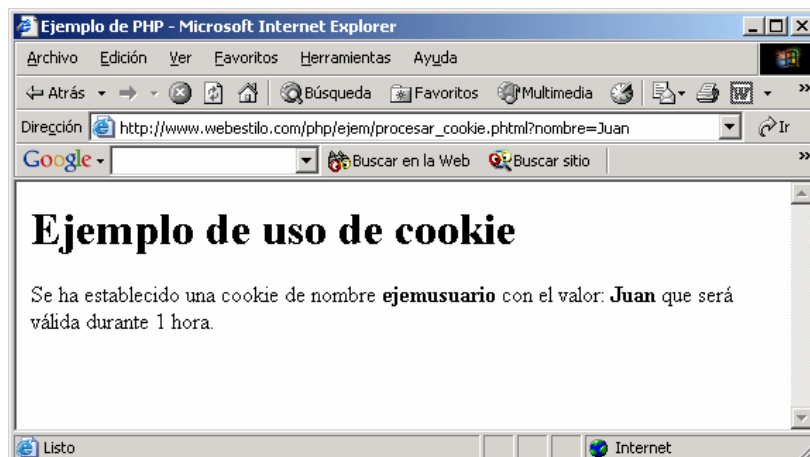 Ejemplo de PHP - Microsoft Internet Explorer
Archivo Edición Ver Favoritos Herramientas Ayuda
Atrás Búsqueda Favoritos Multimedia »
Dirección http://www.webestilo.com/php/ejem/procesar_cookie.phtml?nombre=Juan Ir
Google Buscar en la Web Buscar sitio »
Ejemplo de uso de cookie
Se ha establecido una cookie de nombre ejemusuario con el valor: Juan que será
válida durante 1 hora.
Listo Internet